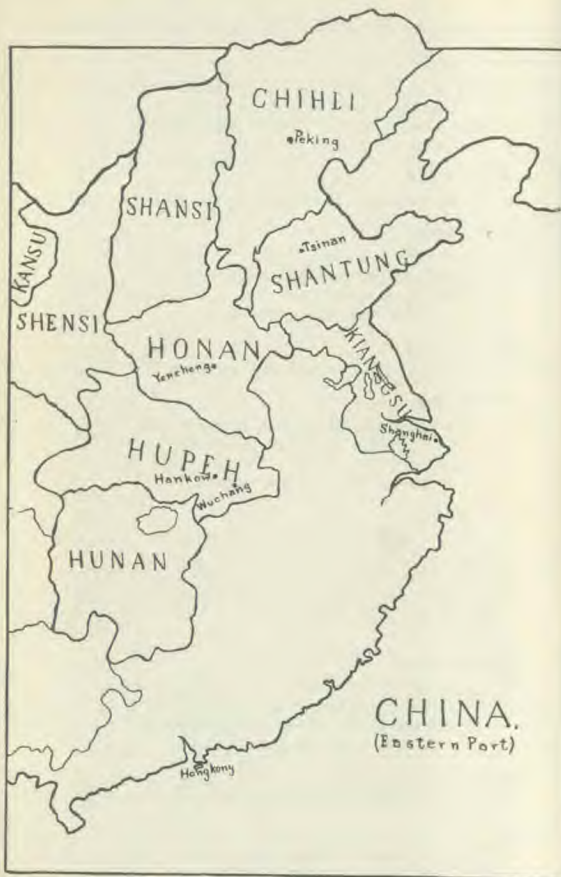 CHIHLI
Peking
SHANSI
Tsinan
SHANTUNG
KANSU
SHENSI
HONAN
Yencheng
KIANGSU
Shanghai
HUPEH
Hankow
Wuchang
HUNAN
CHINA.
(Eastern Part)
Hongkong